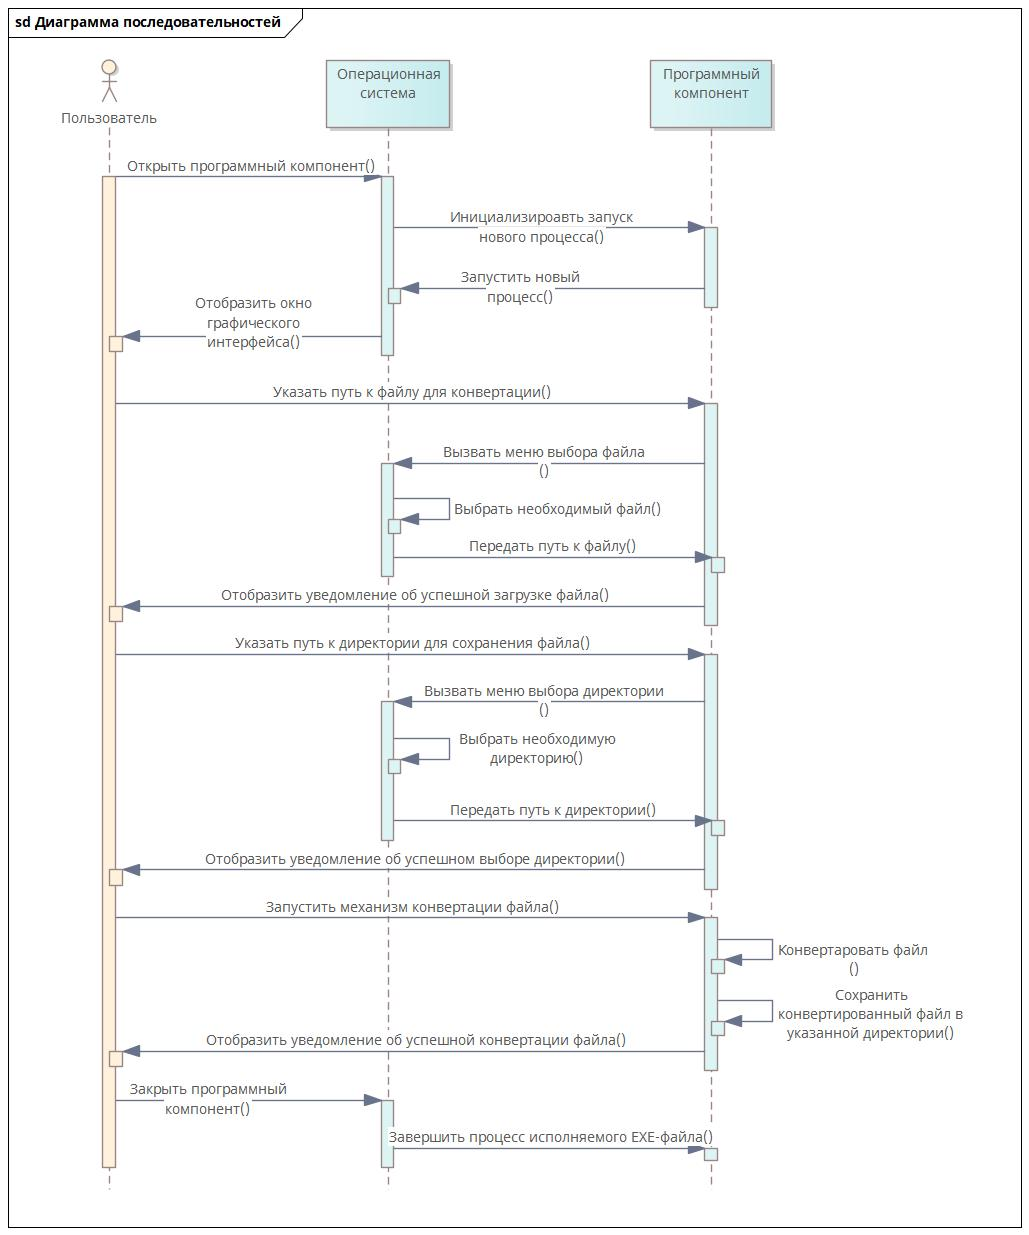 sd Диаграмма последовательностей
Пользователь
Операционная
система
Программный
компонент
Открыть программный компонент()
Инициализироавть запуск
нового процесса()
Запустить новый
процесс()
Отобразить окно
графического
интерфейса()
Указать путь к файлу для конвертации()
Вызвать меню выбора файла
()
Выбрать необходимый файл()
Передать путь к файлу()
Отобразить уведомление об успешной загрузке файла()
Указать путь к директории для сохранения файла()
Вызвать меню выбора директории
()
Выбрать необходимую
директорию()
Передать путь к директории()
Отобразить уведомление об успешном выборе директории()
Запустить механизм конвертации файла()
Конвертаровать файл
()
Сохранить
конвертированный файл в
указанной директории()
Отобразить уведомление об успешной конвертации файла()
Закрыть программный
компонент()
Завершить процесс исполняемого EXE-файла()